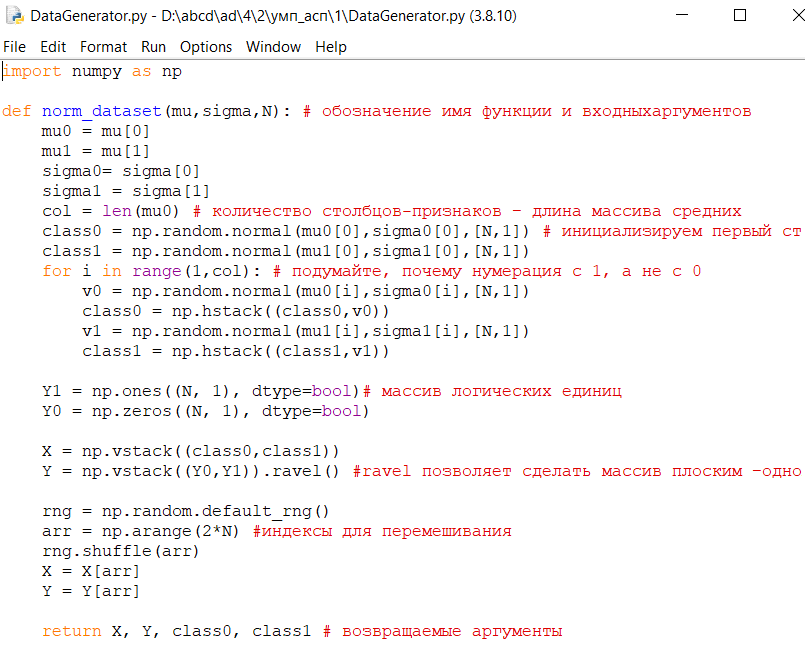 DataGenerator.py - D:\abcd\ad\4\2\умп_асп\1\DataGenerator.py (3.8.10)
File Edit Format Run Options Window Help
import numpy as np
def norm_dataset(mu,sigma,N): # обозначение имя функции и входныхаргументов
    mu0 = mu[0]
    mu1 = mu[1]
    sigma0= sigma[0]
    sigma1 = sigma[1]
    col = len(mu0) # количество столбцов-признаков – длина массива средних
    class0 = np.random.normal(mu0[0],sigma0[0],[N,1]) # инициализируем первый ст
    class1 = np.random.normal(mu1[0],sigma1[0],[N,1])
    for i in range(1,col): # подумайте, почему нумерация с 1, а не с 0
        v0 = np.random.normal(mu0[i],sigma0[i],[N,1])
        class0 = np.hstack((class0,v0))
        v1 = np.random.normal(mu1[i],sigma1[i],[N,1])
        class1 = np.hstack((class1,v1))
    Y1 = np.ones((N, 1), dtype=bool)# массив логических единиц
    Y0 = np.zeros((N, 1), dtype=bool)
    X = np.vstack((class0,class1))
    Y = np.vstack((Y0,Y1)).ravel() #ravel позволяет сделать массив плоским –одно
    rng = np.random.default_rng()
    arr = np.arange(2*N) #индексы для перемешивания
    rng.shuffle(arr)
    X = X[arr]
    Y = Y[arr]
    return X, Y, class0, class1 # возвращаемые аргументы